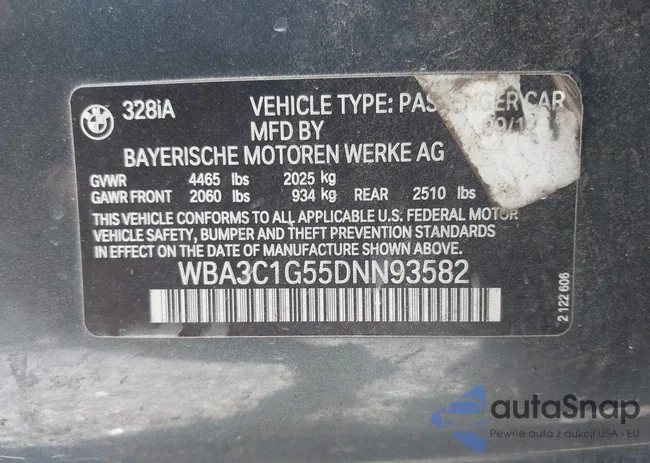 BMW
328iA
VEHICLE TYPE: PASSENGER CAR
MFD BY
BAYERISCHE MOTOREN WERKE AG
GVWR 4465 lbs 2025 kg
GAWR FRONT 2060 lbs 934 kg REAR 2510 lbs
THIS VEHICLE CONFORMS TO ALL APPLICABLE U.S. FEDERAL MOTOR
VEHICLE SAFETY, BUMPER AND THEFT PREVENTION STANDARDS
IN EFFECT ON THE DATE OF MANUFACTURE SHOWN ABOVE.
WBA3C1G55DNN93582
2 122 606
autoSnap
Pewne auta z aukcji USA i EU